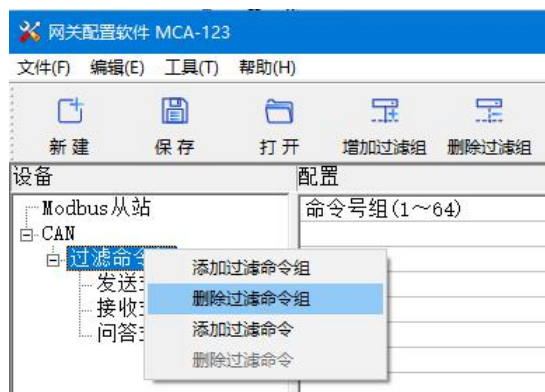 网关配置软件 MCA-123
文件(F) 编辑(E) 工具(T) 帮助(H)
新建 保存 打开 增加过滤组 删除过滤组
设备 配置
Modbus从站 命令号组(1～64)
CAN
过滤命令
添加过滤命令组
发送
删除过滤命令组
接收
添加过滤命令
问答
删除过滤命令